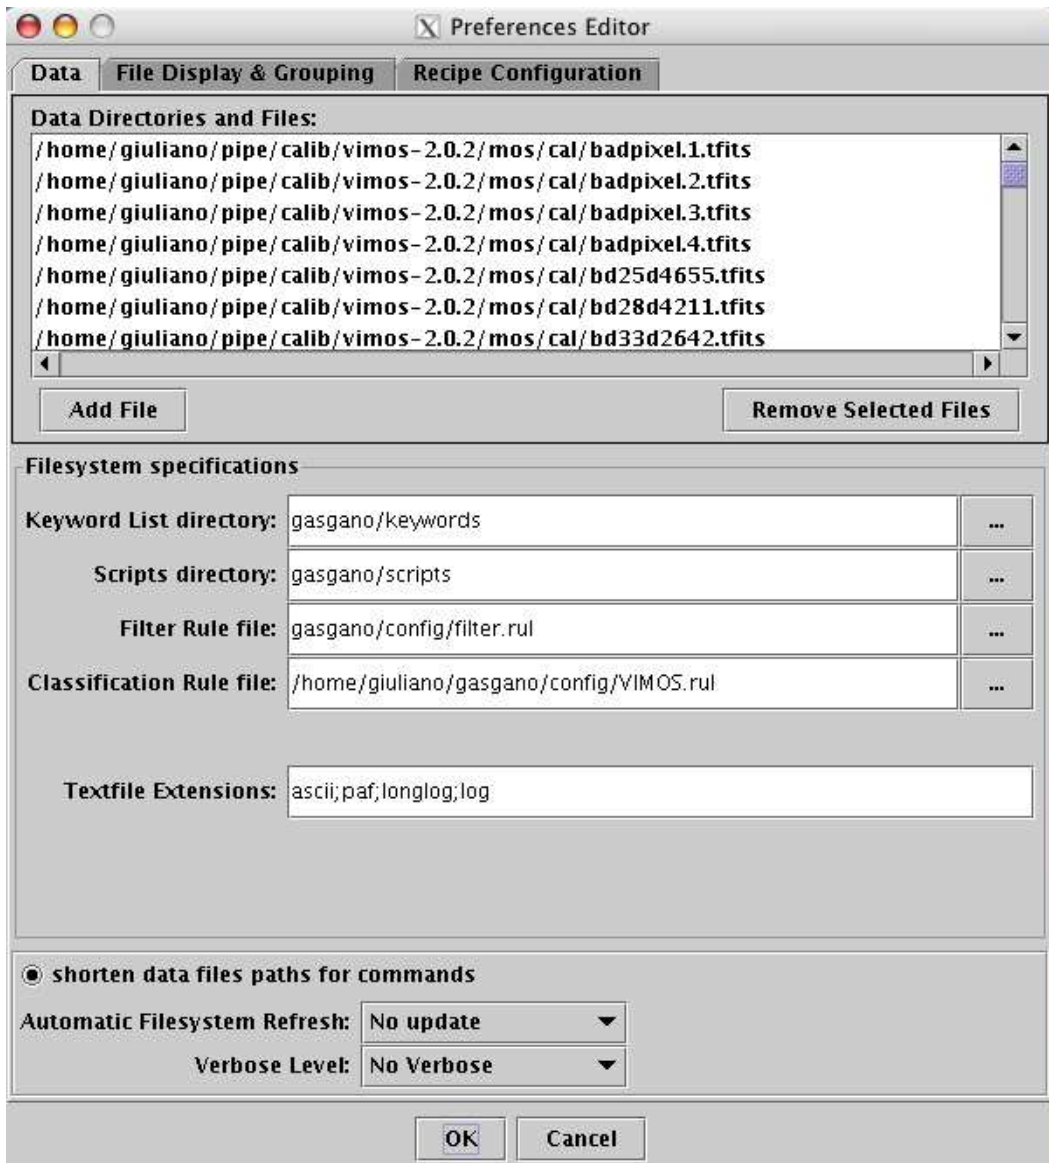 Preferences Editor
Data File Display & Grouping Recipe Configuration
Data Directories and Files:
/home/giuliano/pipe/calib/vimos-2.0.2/mos/cal/badpixel.1.tfits
/home/giuliano/pipe/calib/vimos-2.0.2/mos/cal/badpixel.2.tfits
/home/giuliano/pipe/calib/vimos-2.0.2/mos/cal/badpixel.3.tfits
/home/giuliano/pipe/calib/vimos-2.0.2/mos/cal/badpixel.4.tfits
/home/giuliano/pipe/calib/vimos-2.0.2/mos/cal/bd25d4655.tfits
/home/giuliano/pipe/calib/vimos-2.0.2/mos/cal/bd28d4211.tfits
/home/giuliano/pipe/calib/vimos-2.0.2/mos/cal/bd33d2642.tfits
Add File Remove Selected Files
Filesystem specifications
Keyword List directory: gasgano/keywords ...
Scripts directory: gasgano/scripts ...
Filter Rule file: gasgano/config/filter.rul ...
Classification Rule file: /home/giuliano/gasgano/config/VIMOS.rul ...
Textfile Extensions: ascii;paf;longlog;log
shorten data files paths for commands
Automatic Filesystem Refresh: No update
Verbose Level: No Verbose
OK Cancel